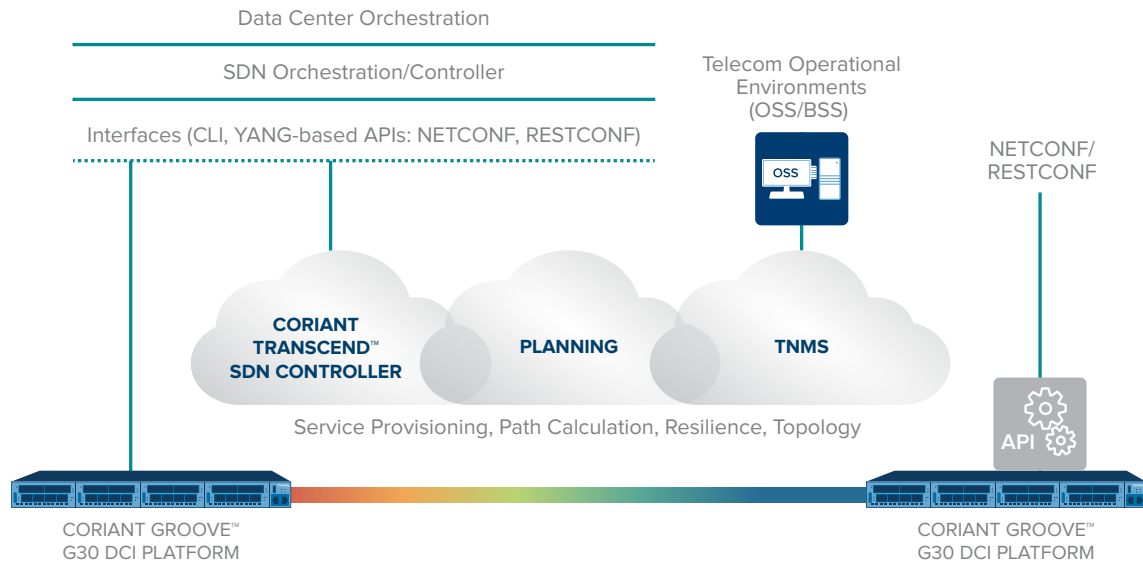 Data Center Orchestration
SDN Orchestration/Controller
Interfaces (CLI, YANG-based APIs: NETCONF, RESTCONF)
Telecom Operational
Environments
(OSS/BSS)
OSS
NETCONF/
RESTCONF
CORIANT
TRANSCEND™
SDN CONTROLLER
PLANNING
TNMS
Service Provisioning, Path Calculation, Resilience, Topology
API
CORIANT GROOVE™
G30 DCI PLATFORM
CORIANT GROOVE™
G30 DCI PLATFORM